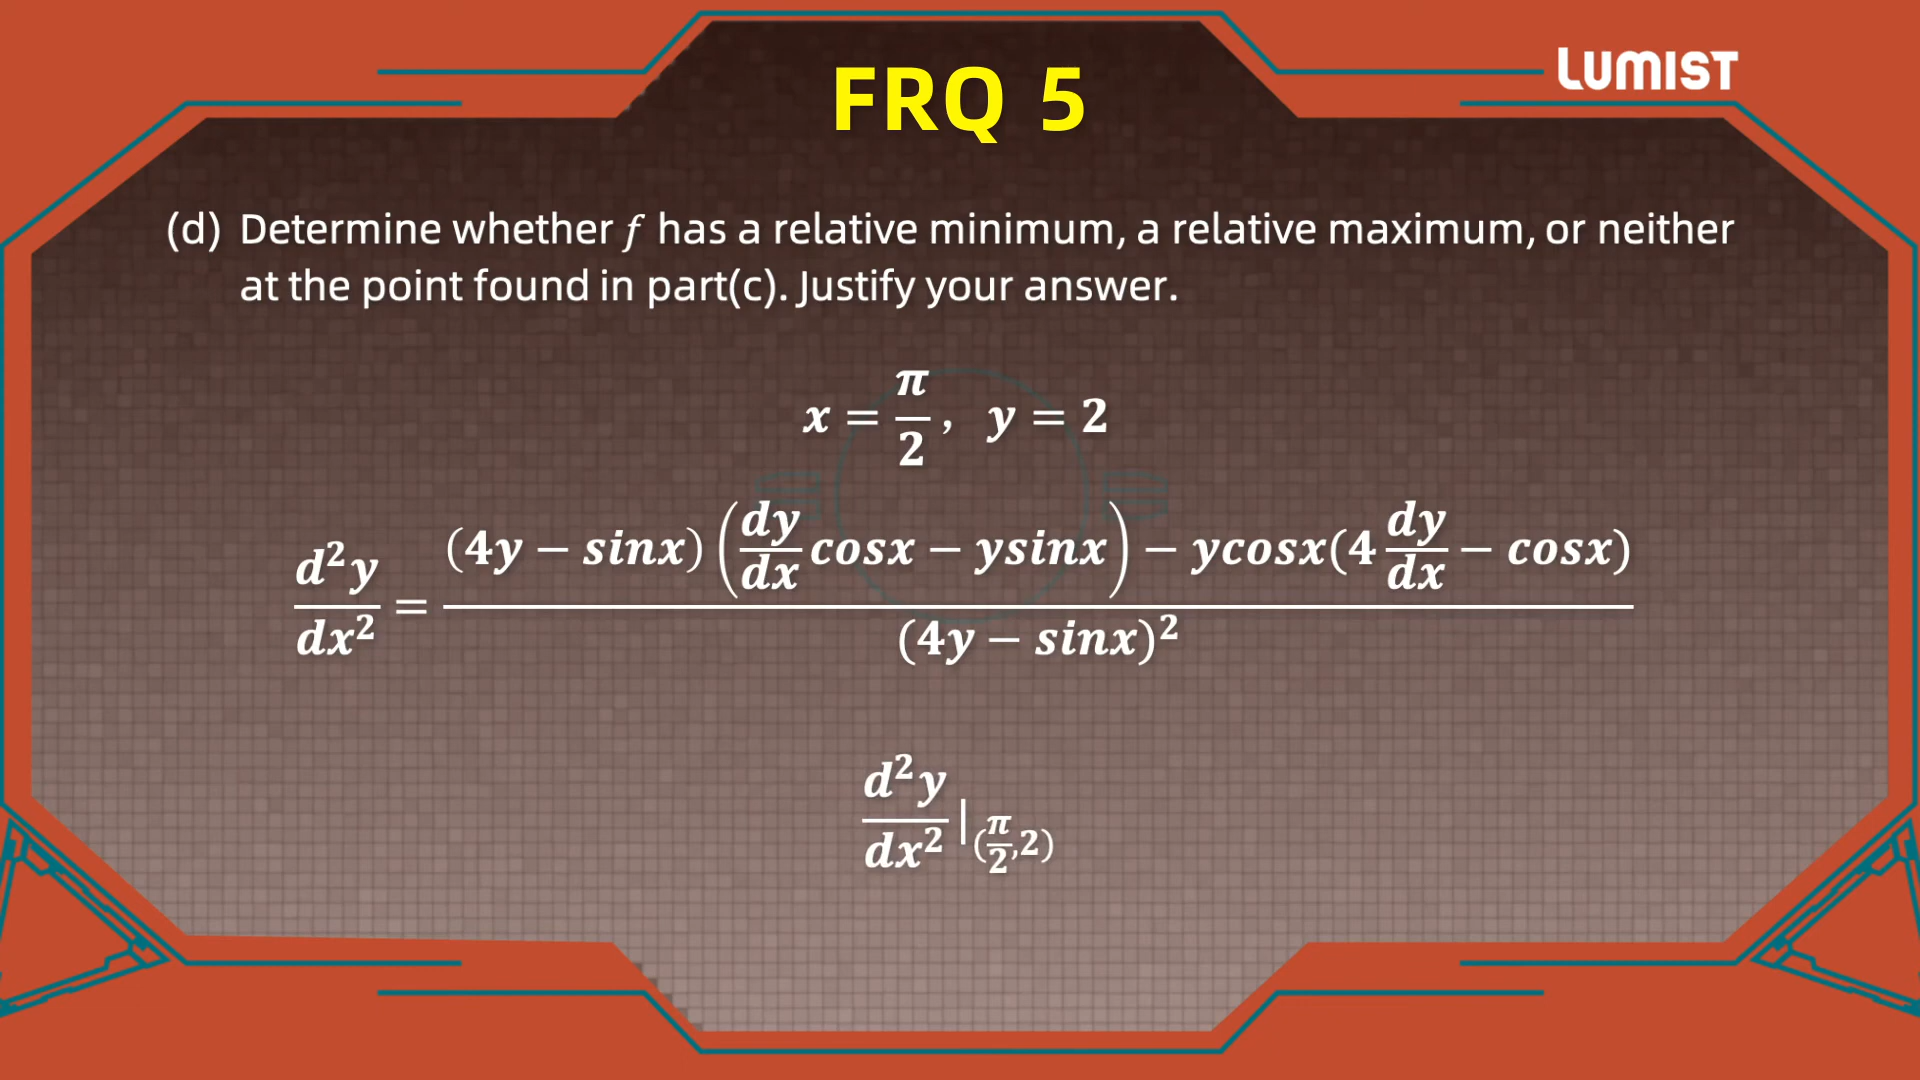 LUMIST
FRQ 5
(d) Determine whether f has a relative minimum, a relative maximum, or neither
at the point found in part(c). Justify your answer.
x = π/2, y = 2
d²y/dx² = ((4y − sinx)(dy/dx cosx − ysinx) − ycosx(4 dy/dx − cosx))/(4y − sinx)²
d²y/dx² |(π/2,2)